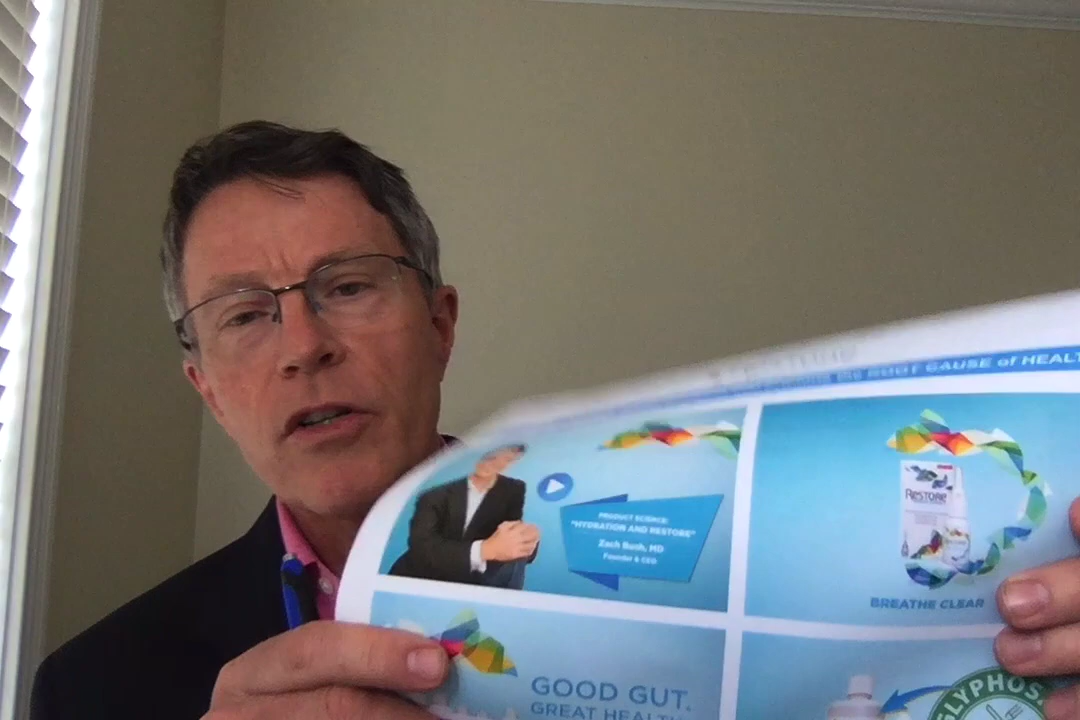 CAUSE of HEALT
PRODUCT SCIENCE:
"HYDRATION AND RESTORE"
Zach Bush, MD
Founder & CEO
RESTORE
BREATHE CLEAR
GOOD GUT.
GREAT HEALTH
GLYPHOS